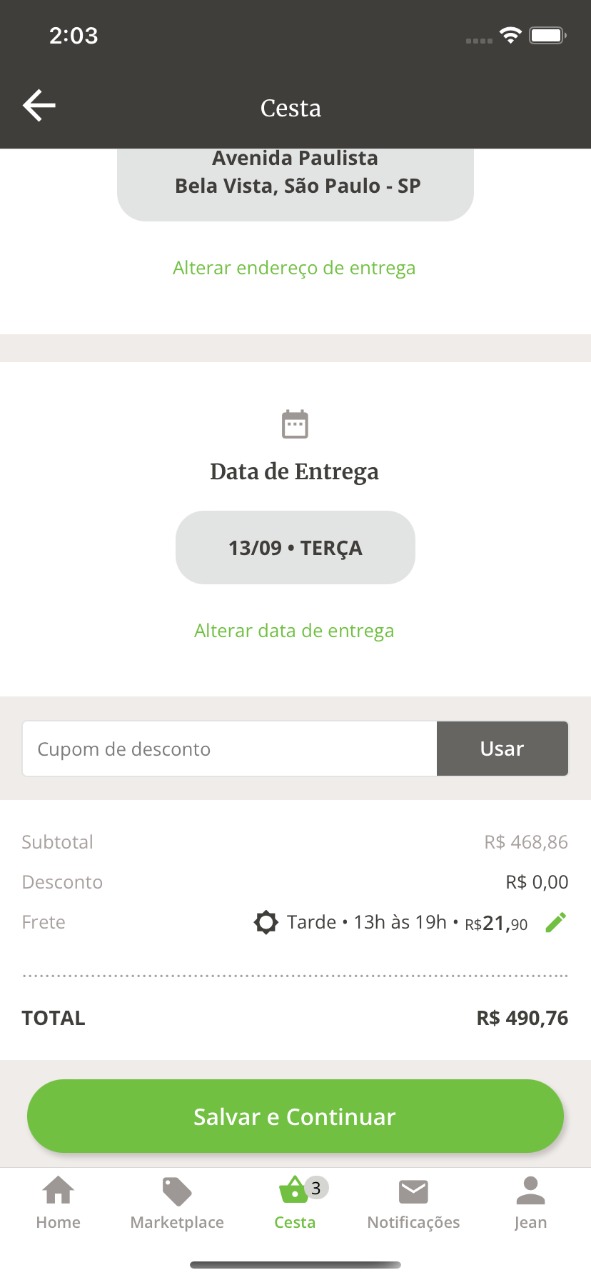 2:03
Cesta
Avenida Paulista
Bela Vista, São Paulo - SP
Alterar endereço de entrega
Data de Entrega
13/09 • TERÇA
Alterar data de entrega
Cupom de desconto
Usar
Subtotal R$ 468,86
Desconto R$ 0,00
Frete Tarde • 13h às 19h • R$21,90
TOTAL R$ 490,76
Salvar e Continuar
3
Home Marketplace Cesta Notificações Jean